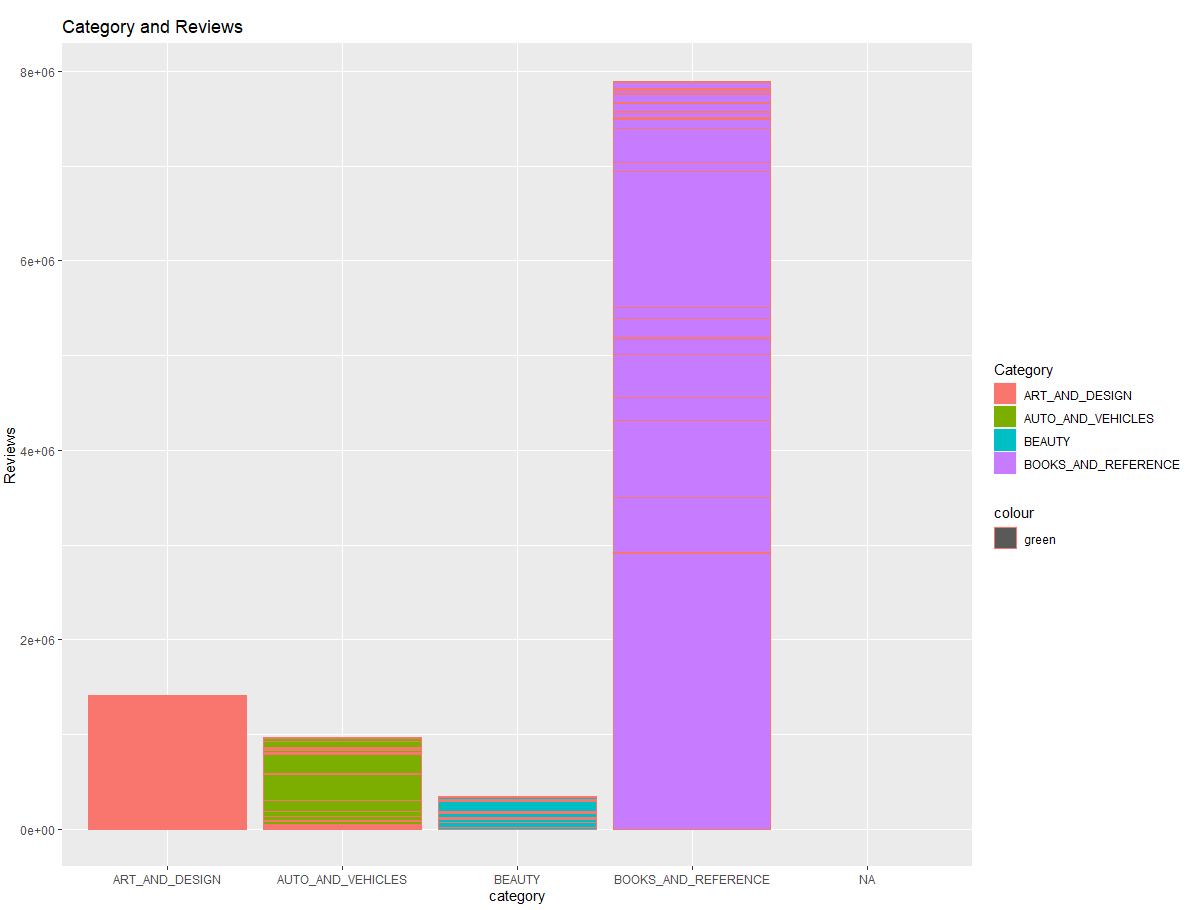 Category and Reviews
8e+06
6e+06
4e+06
2e+06
0e+00
Reviews
ART_AND_DESIGN
AUTO_AND_VEHICLES
BEAUTY
BOOKS_AND_REFERENCE
NA
category
Category
ART_AND_DESIGN
AUTO_AND_VEHICLES
BEAUTY
BOOKS_AND_REFERENCE
colour
green